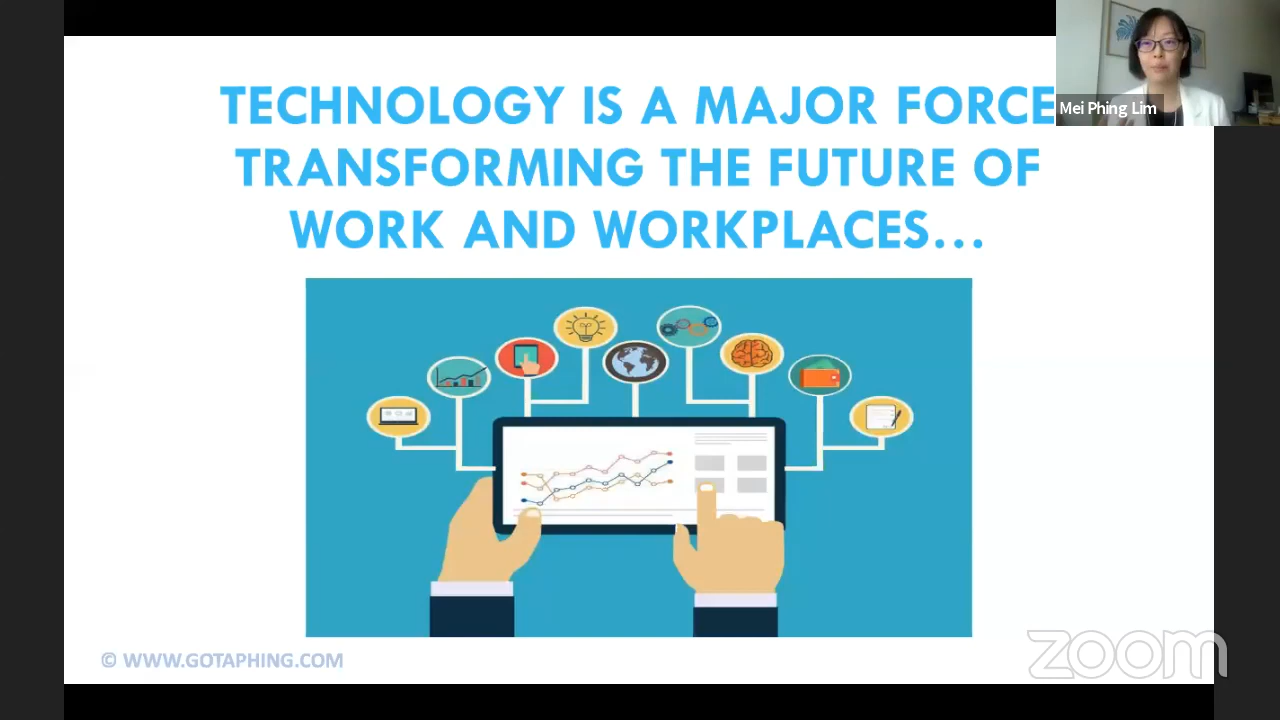 TECHNOLOGY IS A MAJOR FORCE
TRANSFORMING THE FUTURE OF
WORK AND WORKPLACES...
Mei Phing Lim
© WWW.GOTAPHING.COM
zoom